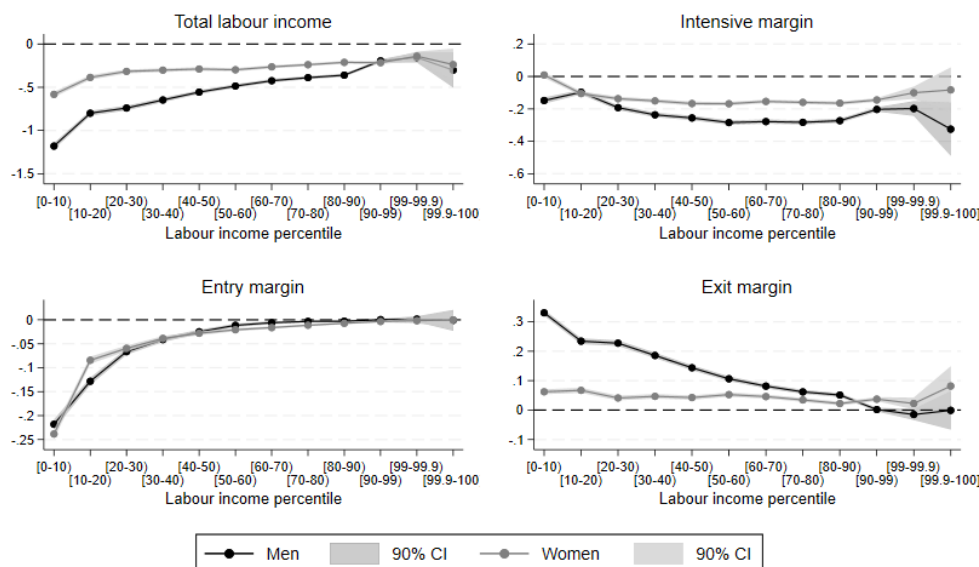 Total labour income
0
-.5
-1
-1.5
[0-10) [20-30) [40-50) [60-70) [80-90) [99-99.9)
[10-20) [30-40) [50-60) [70-80) [90-99) [99.9-100]
Labour income percentile
Intensive margin
.2
0
-.2
-.4
-.6
[0-10) [20-30) [40-50) [60-70) [80-90) [99-99.9)
[10-20) [30-40) [50-60) [70-80) [90-99) [99.9-100]
Labour income percentile
Entry margin
0
-.05
-.1
-.15
-.2
-.25
[0-10) [20-30) [40-50) [60-70) [80-90) [99-99.9)
[10-20) [30-40) [50-60) [70-80) [90-99) [99.9-100]
Labour income percentile
Exit margin
.3
.2
.1
0
-.1
[0-10) [20-30) [40-50) [60-70) [80-90) [99-99.9)
[10-20) [30-40) [50-60) [70-80) [90-99) [99.9-100]
Labour income percentile
Men 90% CI Women 90% CI